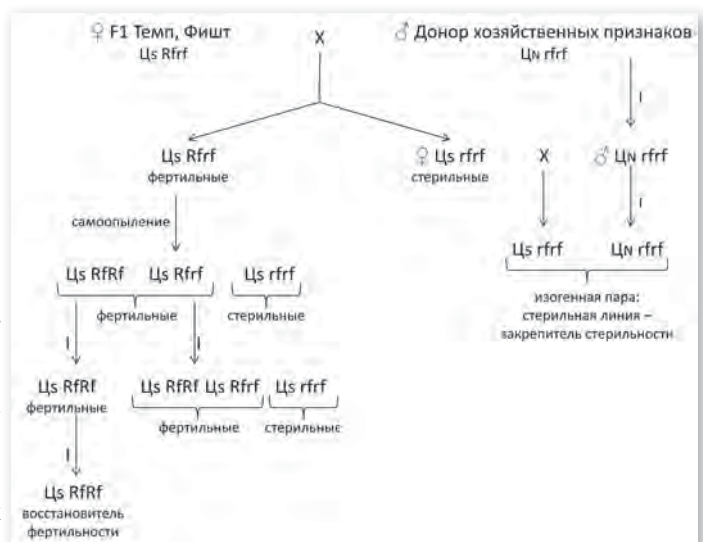 ♀ F1 Темп, Фишт X ♂ Донор хозяйственных признаков
Цs Rfrf ЦN rfrf
I
Цs Rfrf ♀ Цs rfrf X ♂ ЦN rfrf
фертильные стерильные
самоопыление I
Цs rfrf ЦN rfrf
Цs RfRf Цs Rfrf Цs rfrf
изогенная пара:
фертильные стерильные
стерильная линия –
закрепитель стерильности
I I
Цs RfRf Цs RfRf Цs Rfrf Цs rfrf
фертильные фертильные стерильные
I
Цs RfRf
восстановитель
фертильности